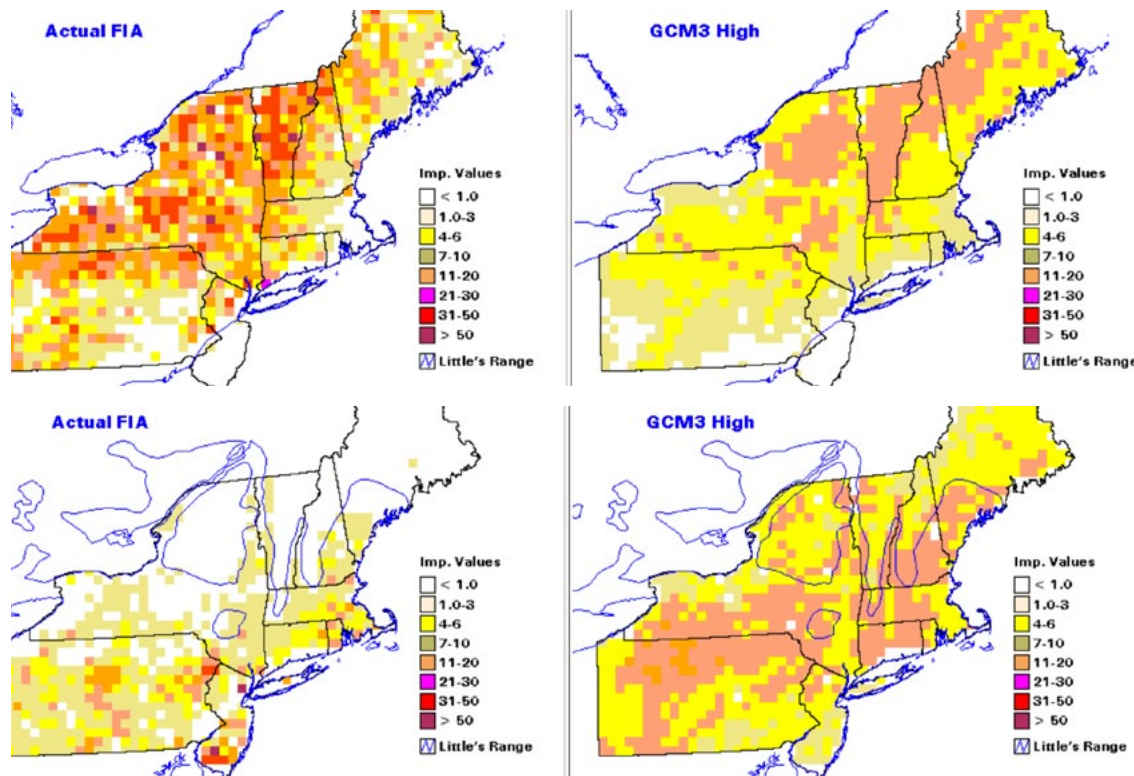 Actual FIA
GCM3 High
Imp. Values
< 1.0
1.0-3
4-6
7-10
11-20
21-30
31-50
> 50
Little's Range
Imp. Values
< 1.0
1.0-3
4-6
7-10
11-20
21-30
31-50
> 50
Little's Range
Actual FIA
GCM3 High
Imp. Values
< 1.0
1.0-3
4-6
7-10
11-20
21-30
31-50
> 50
Little's Range
Imp. Values
< 1.0
1.0-3
4-6
7-10
11-20
21-30
31-50
> 50
Little's Range